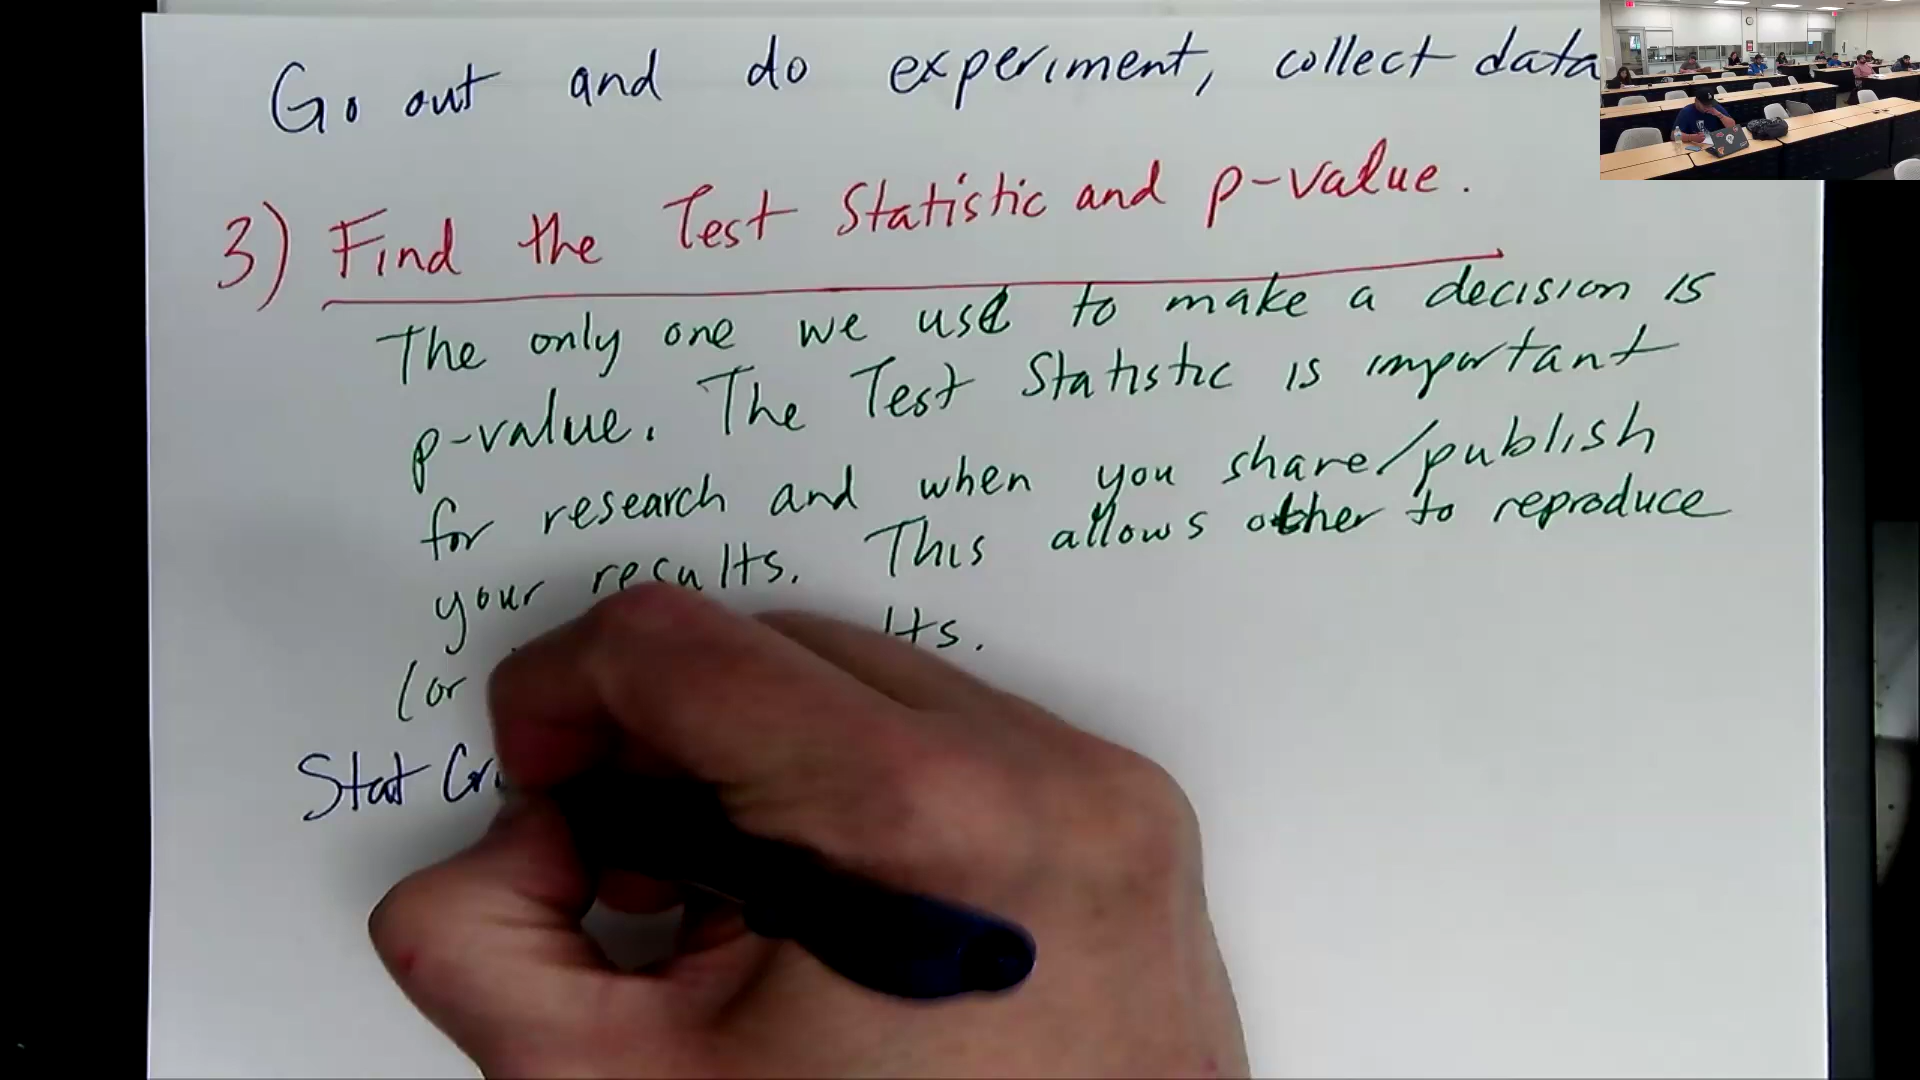 Go out and do experiment, collect data
3) Find the Test Statistic and p-value.
The only one we use to make a decision is
p-value. The Test Statistic is important
for research and when you share/publish
your results. This allows other to reproduce
(or
Stat